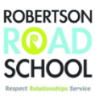 ROBERTSON
ROAD
SCHOOL
Respect Relationships Service